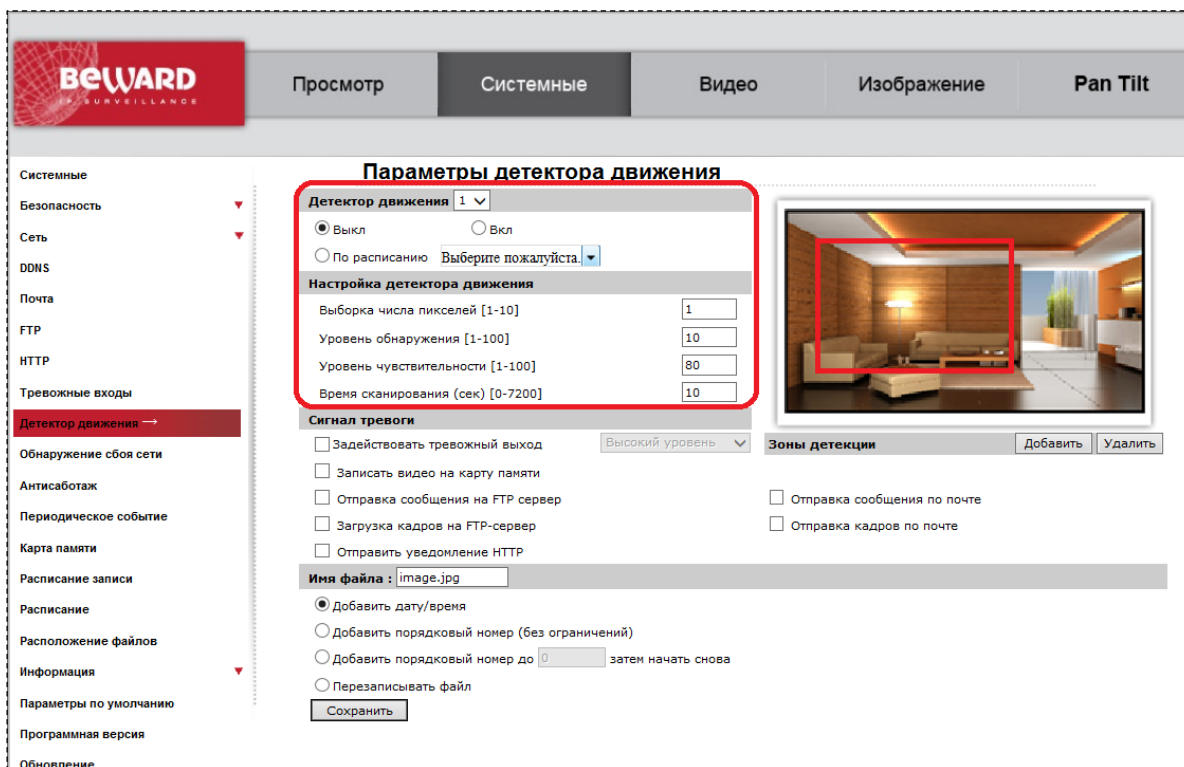 BEWARD
IP SURVEILLANCE
Просмотр
Системные
Видео
Изображение
Pan Tilt
Системные
Безопасность
Сеть
DDNS
Почта
FTP
HTTP
Тревожные входы
Детектор движения →
Обнаружение сбоя сети
Антисаботаж
Периодическое событие
Карта памяти
Расписание записи
Расписание
Расположение файлов
Информация
Параметры по умолчанию
Программная версия
Обновление
Параметры детектора движения
Детектор движения 1
Выкл Вкл
По расписанию Выберите пожалуйста.
Настройка детектора движения
Выборка числа пикселей [1-10] 1
Уровень обнаружения [1-100] 10
Уровень чувствительности [1-100] 80
Время сканирования (сек) [0-7200] 10
Сигнал тревоги
Задействовать тревожный выход Высокий уровень
Зоны детекции Добавить Удалить
Записать видео на карту памяти
Отправка сообщения на FTP сервер Отправка сообщения по почте
Загрузка кадров на FTP-сервер Отправка кадров по почте
Отправить уведомление HTTP
Имя файла : image.jpg
Добавить дату/время
Добавить порядковый номер (без ограничений)
Добавить порядковый номер до 0 затем начать снова
Перезаписывать файл
Сохранить